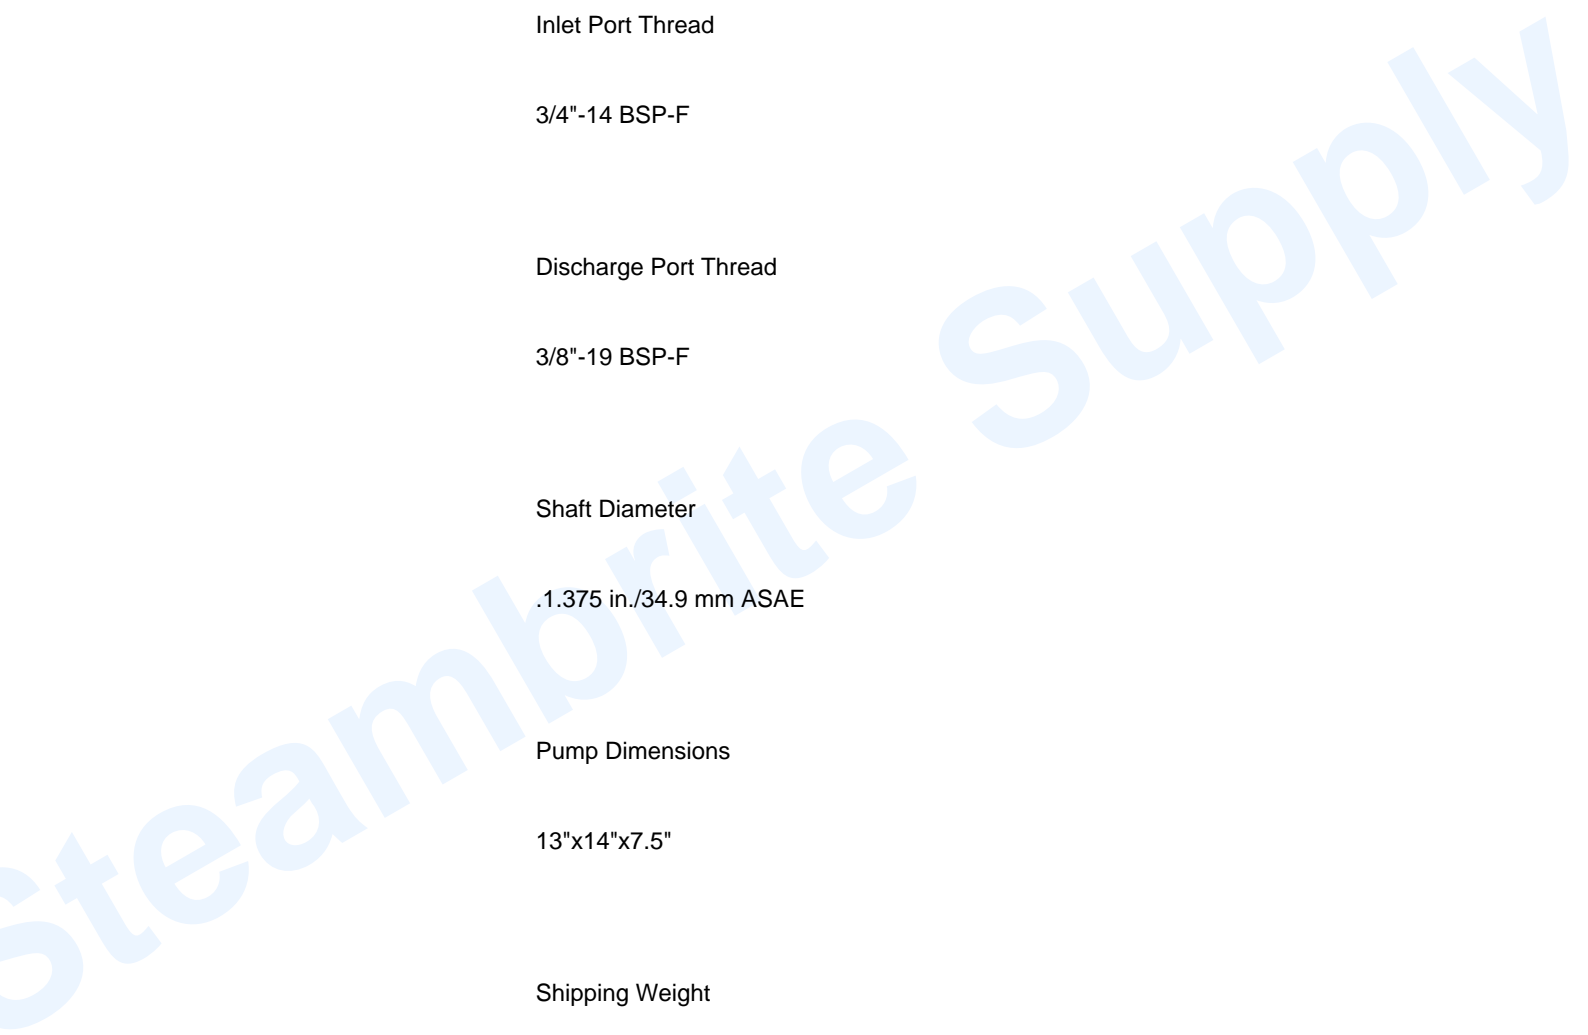 Inlet Port Thread
3/4"-14 BSP-F
Discharge Port Thread
3/8"-19 BSP-F
Shaft Diameter
.1.375 in./34.9 mm ASAE
Pump Dimensions
13"x14"x7.5"
Shipping Weight
Steambrite Supply